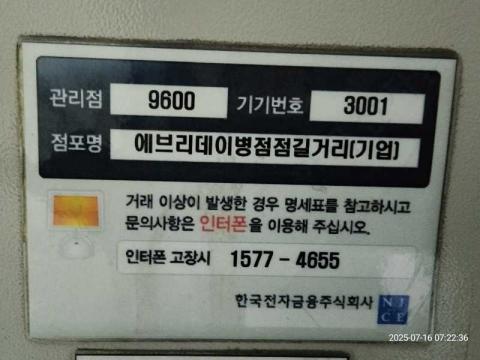 관리점 9600 기기번호 3001
점포명 에브리데이병점점길거리(기업)
거래 이상이 발생한 경우 명세표를 참고하시고
문의사항은 인터폰을 이용해 주십시오.
인터폰 고장시 1577-4655
한국전자금융주식회사 NICE
2025-07-16 07:22:36